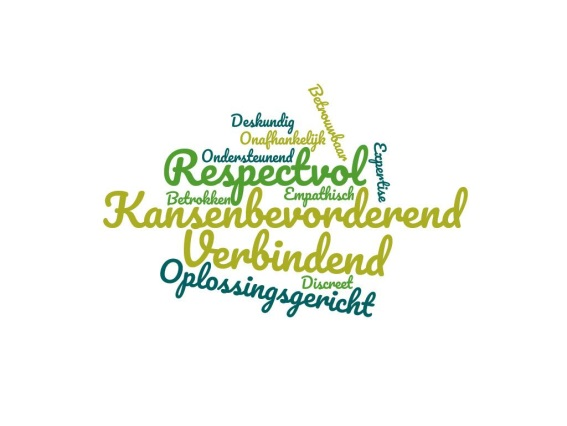 Betrouwbaar
Deskundig
Onafhankelijk
Expertise
Ondersteunend
Respectvol
Betrokken
Empathisch
Kansenbevorderend
Verbindend
Oplossingsgericht
Discreet